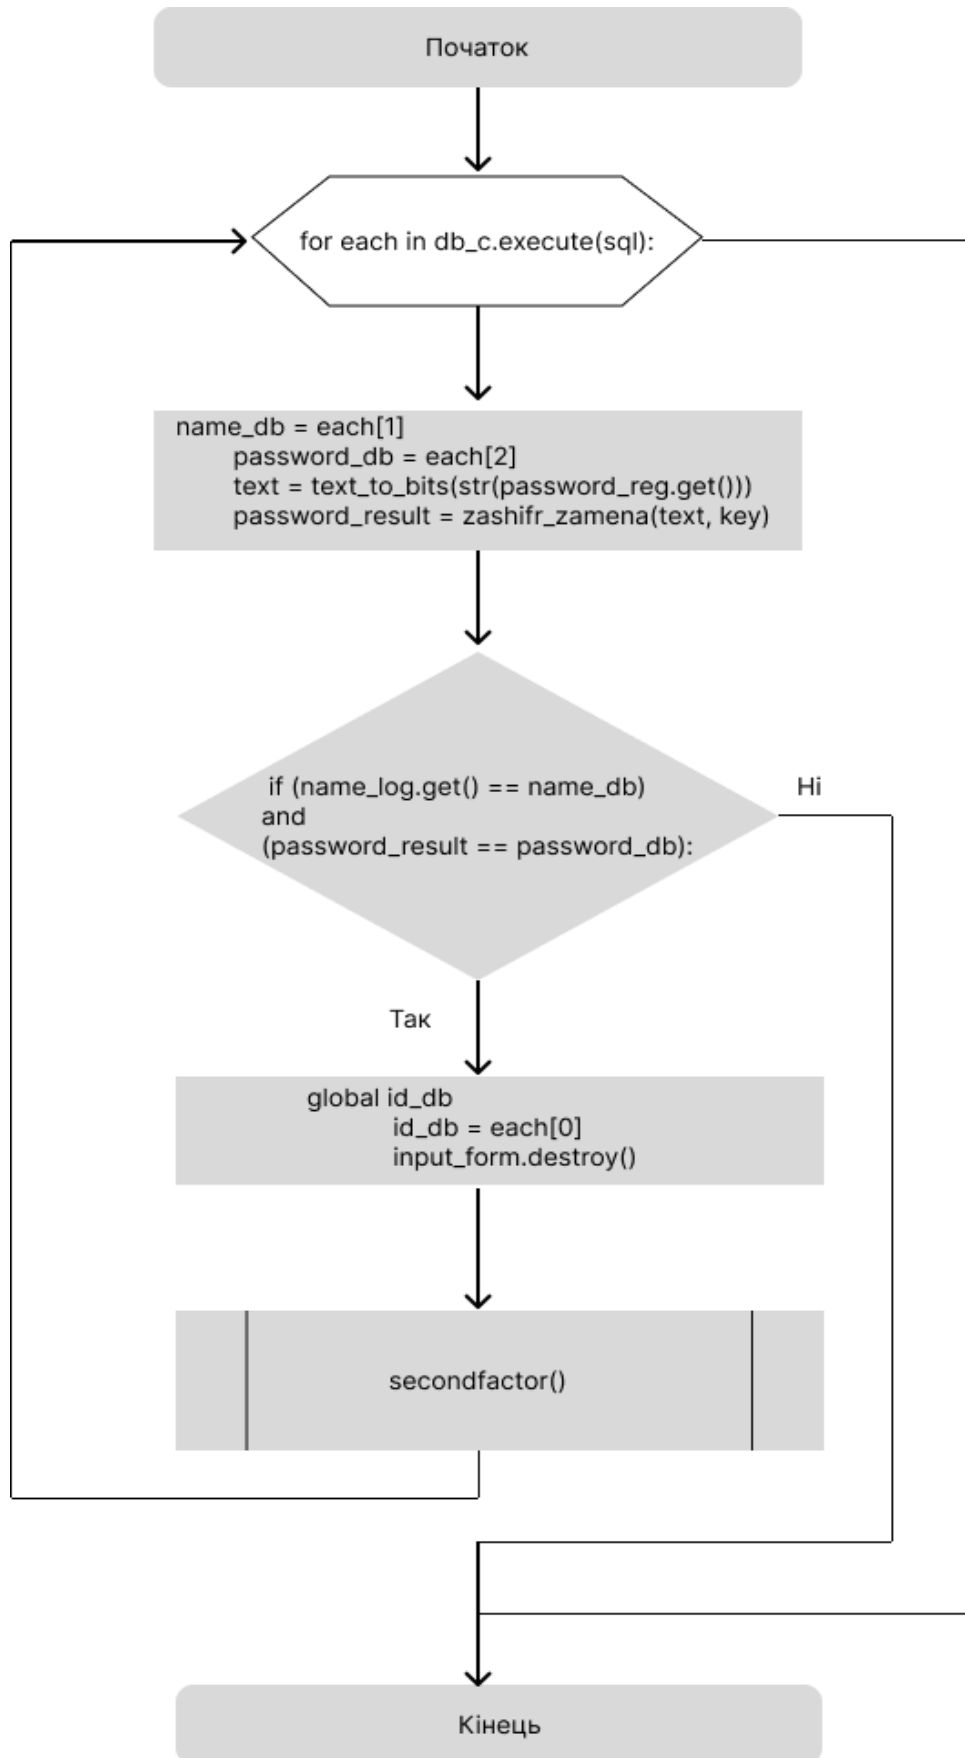 Початок
for each in db_c.execute(sql):
name_db = each[1]
password_db = each[2]
text = text_to_bits(str(password_reg.get()))
password_result = zashifr_zamena(text, key)
if (name_log.get() == name_db)
and
(password_result == password_db):
Ні
Так
global id_db
id_db = each[0]
input_form.destroy()
secondfactor()
Кінець